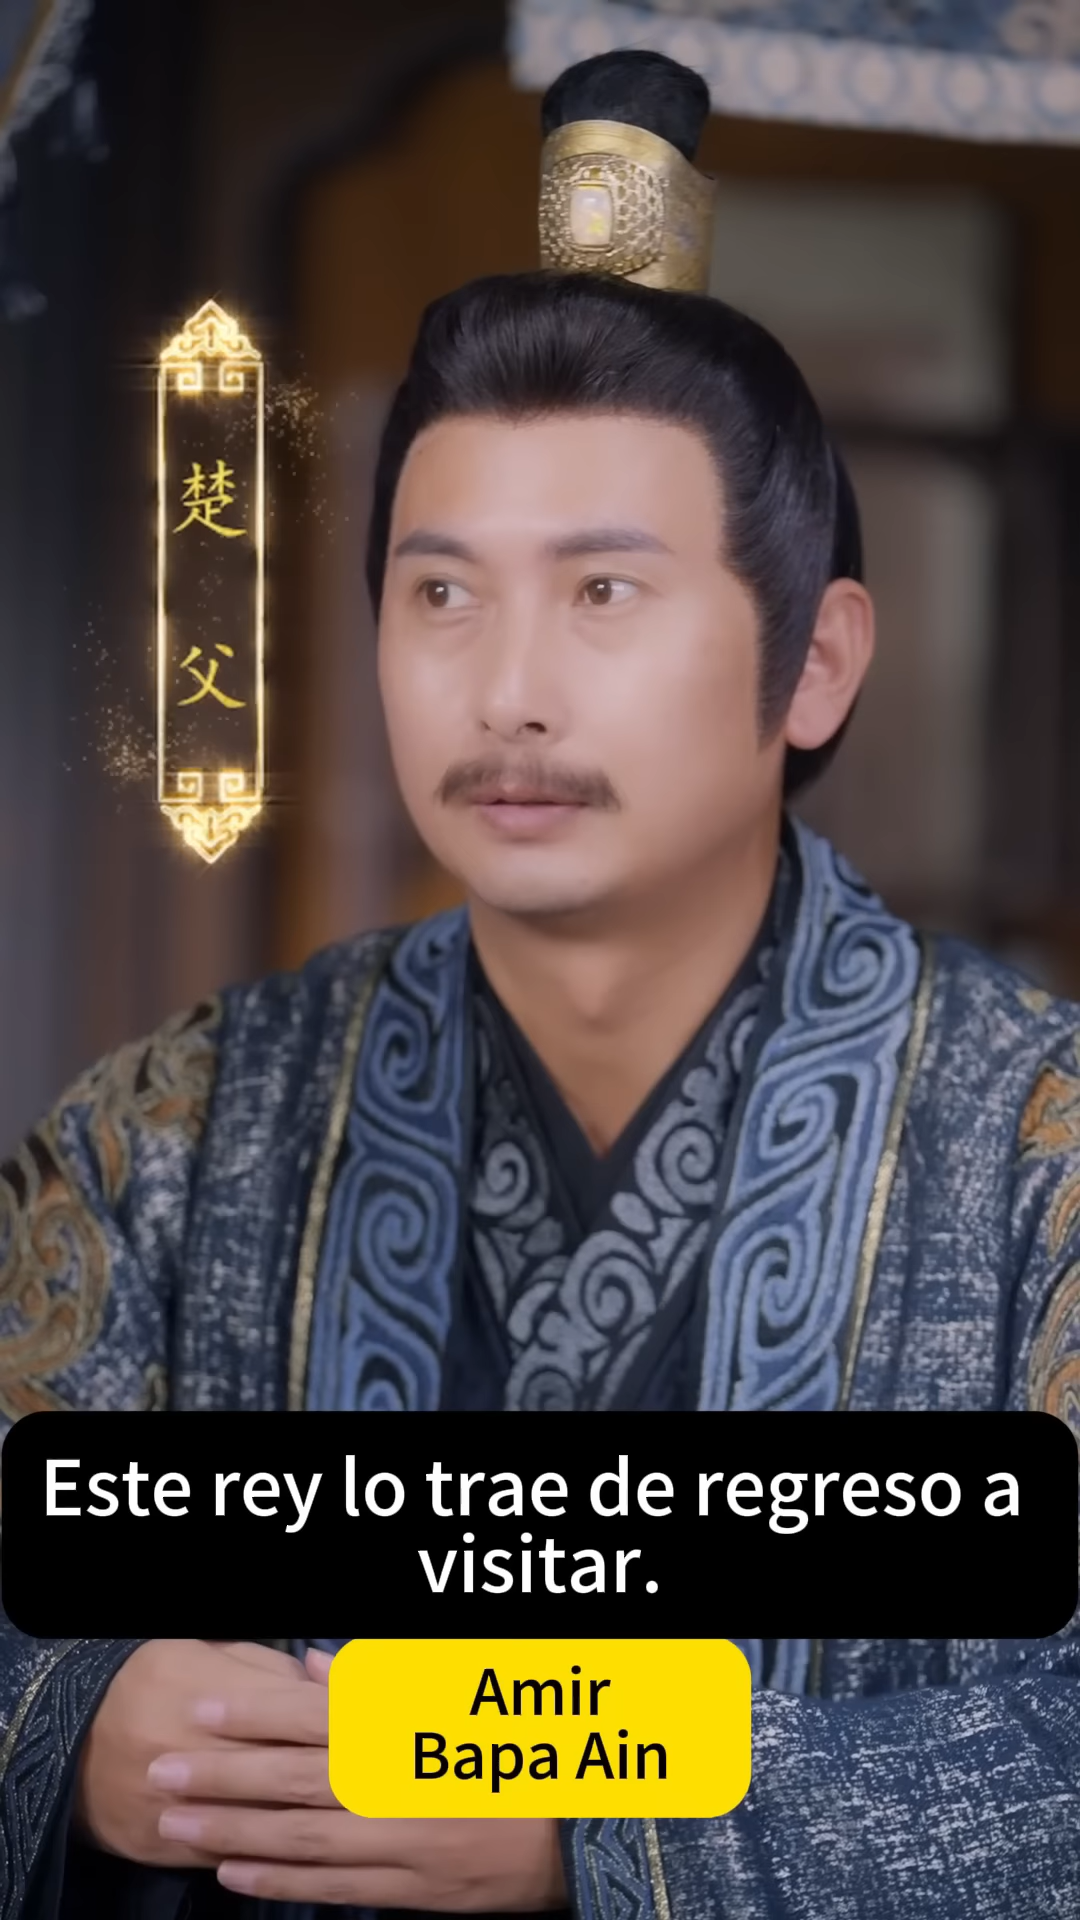 楚父
Este rey lo trae de regreso a
visitar.
Amir
Bapa Ain